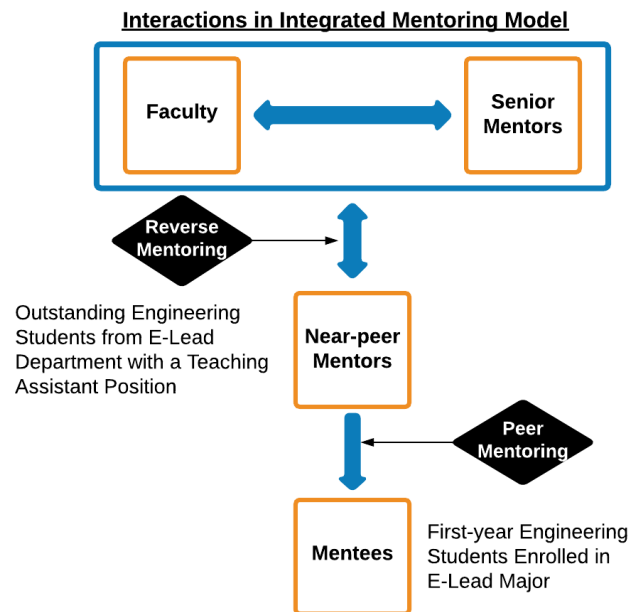 Interactions in Integrated Mentoring Model
Faculty
Senior
Mentors
Reverse
Mentoring
Outstanding Engineering
Students from E-Lead
Department with a Teaching
Assistant Position
Near-peer
Mentors
Peer
Mentoring
Mentees
First-year Engineering
Students Enrolled in
E-Lead Major